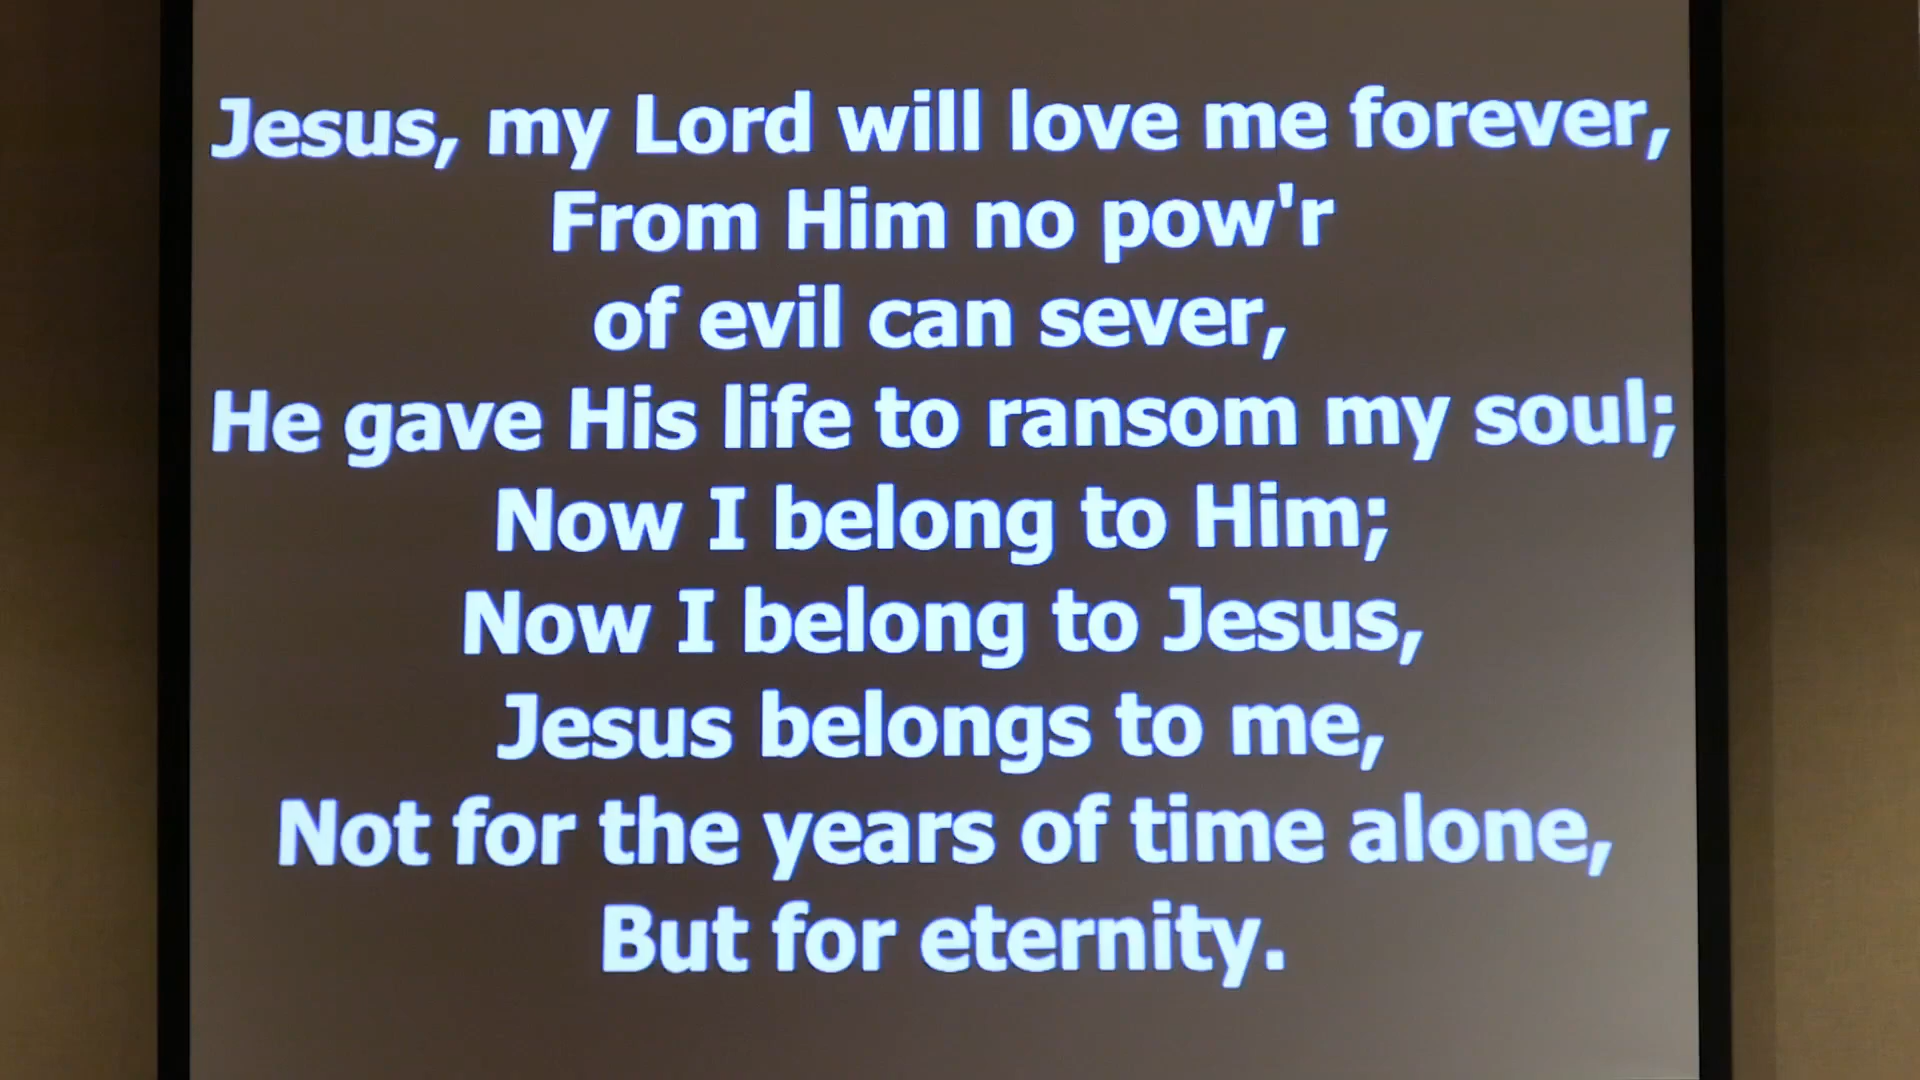 Jesus, my Lord will love me forever,
From Him no pow'r
of evil can sever,
He gave His life to ransom my soul;
Now I belong to Him;
Now I belong to Jesus,
Jesus belongs to me,
Not for the years of time alone,
But for eternity.